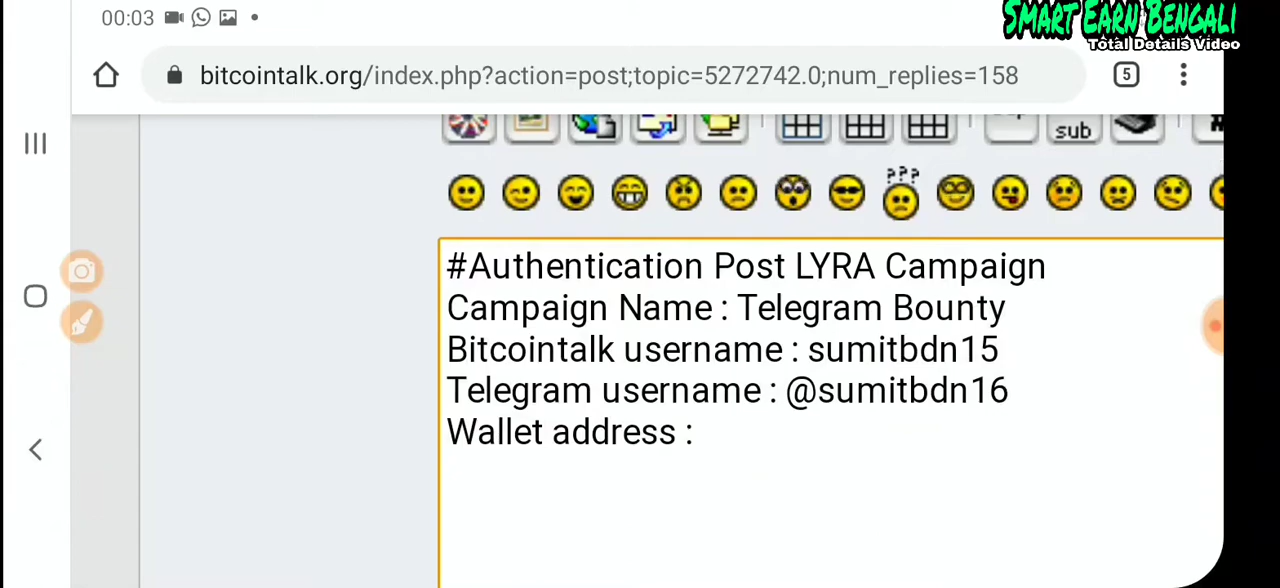 00:03
SMART EARN BENGALI
Total Details Video
bitcointalk.org/index.php?action=post;topic=5272742.0;num_replies=158
5
sub
???
#Authentication Post LYRA Campaign
Campaign Name : Telegram Bounty
Bitcointalk username : sumitbdn15
Telegram username : @sumitbdn16
Wallet address :